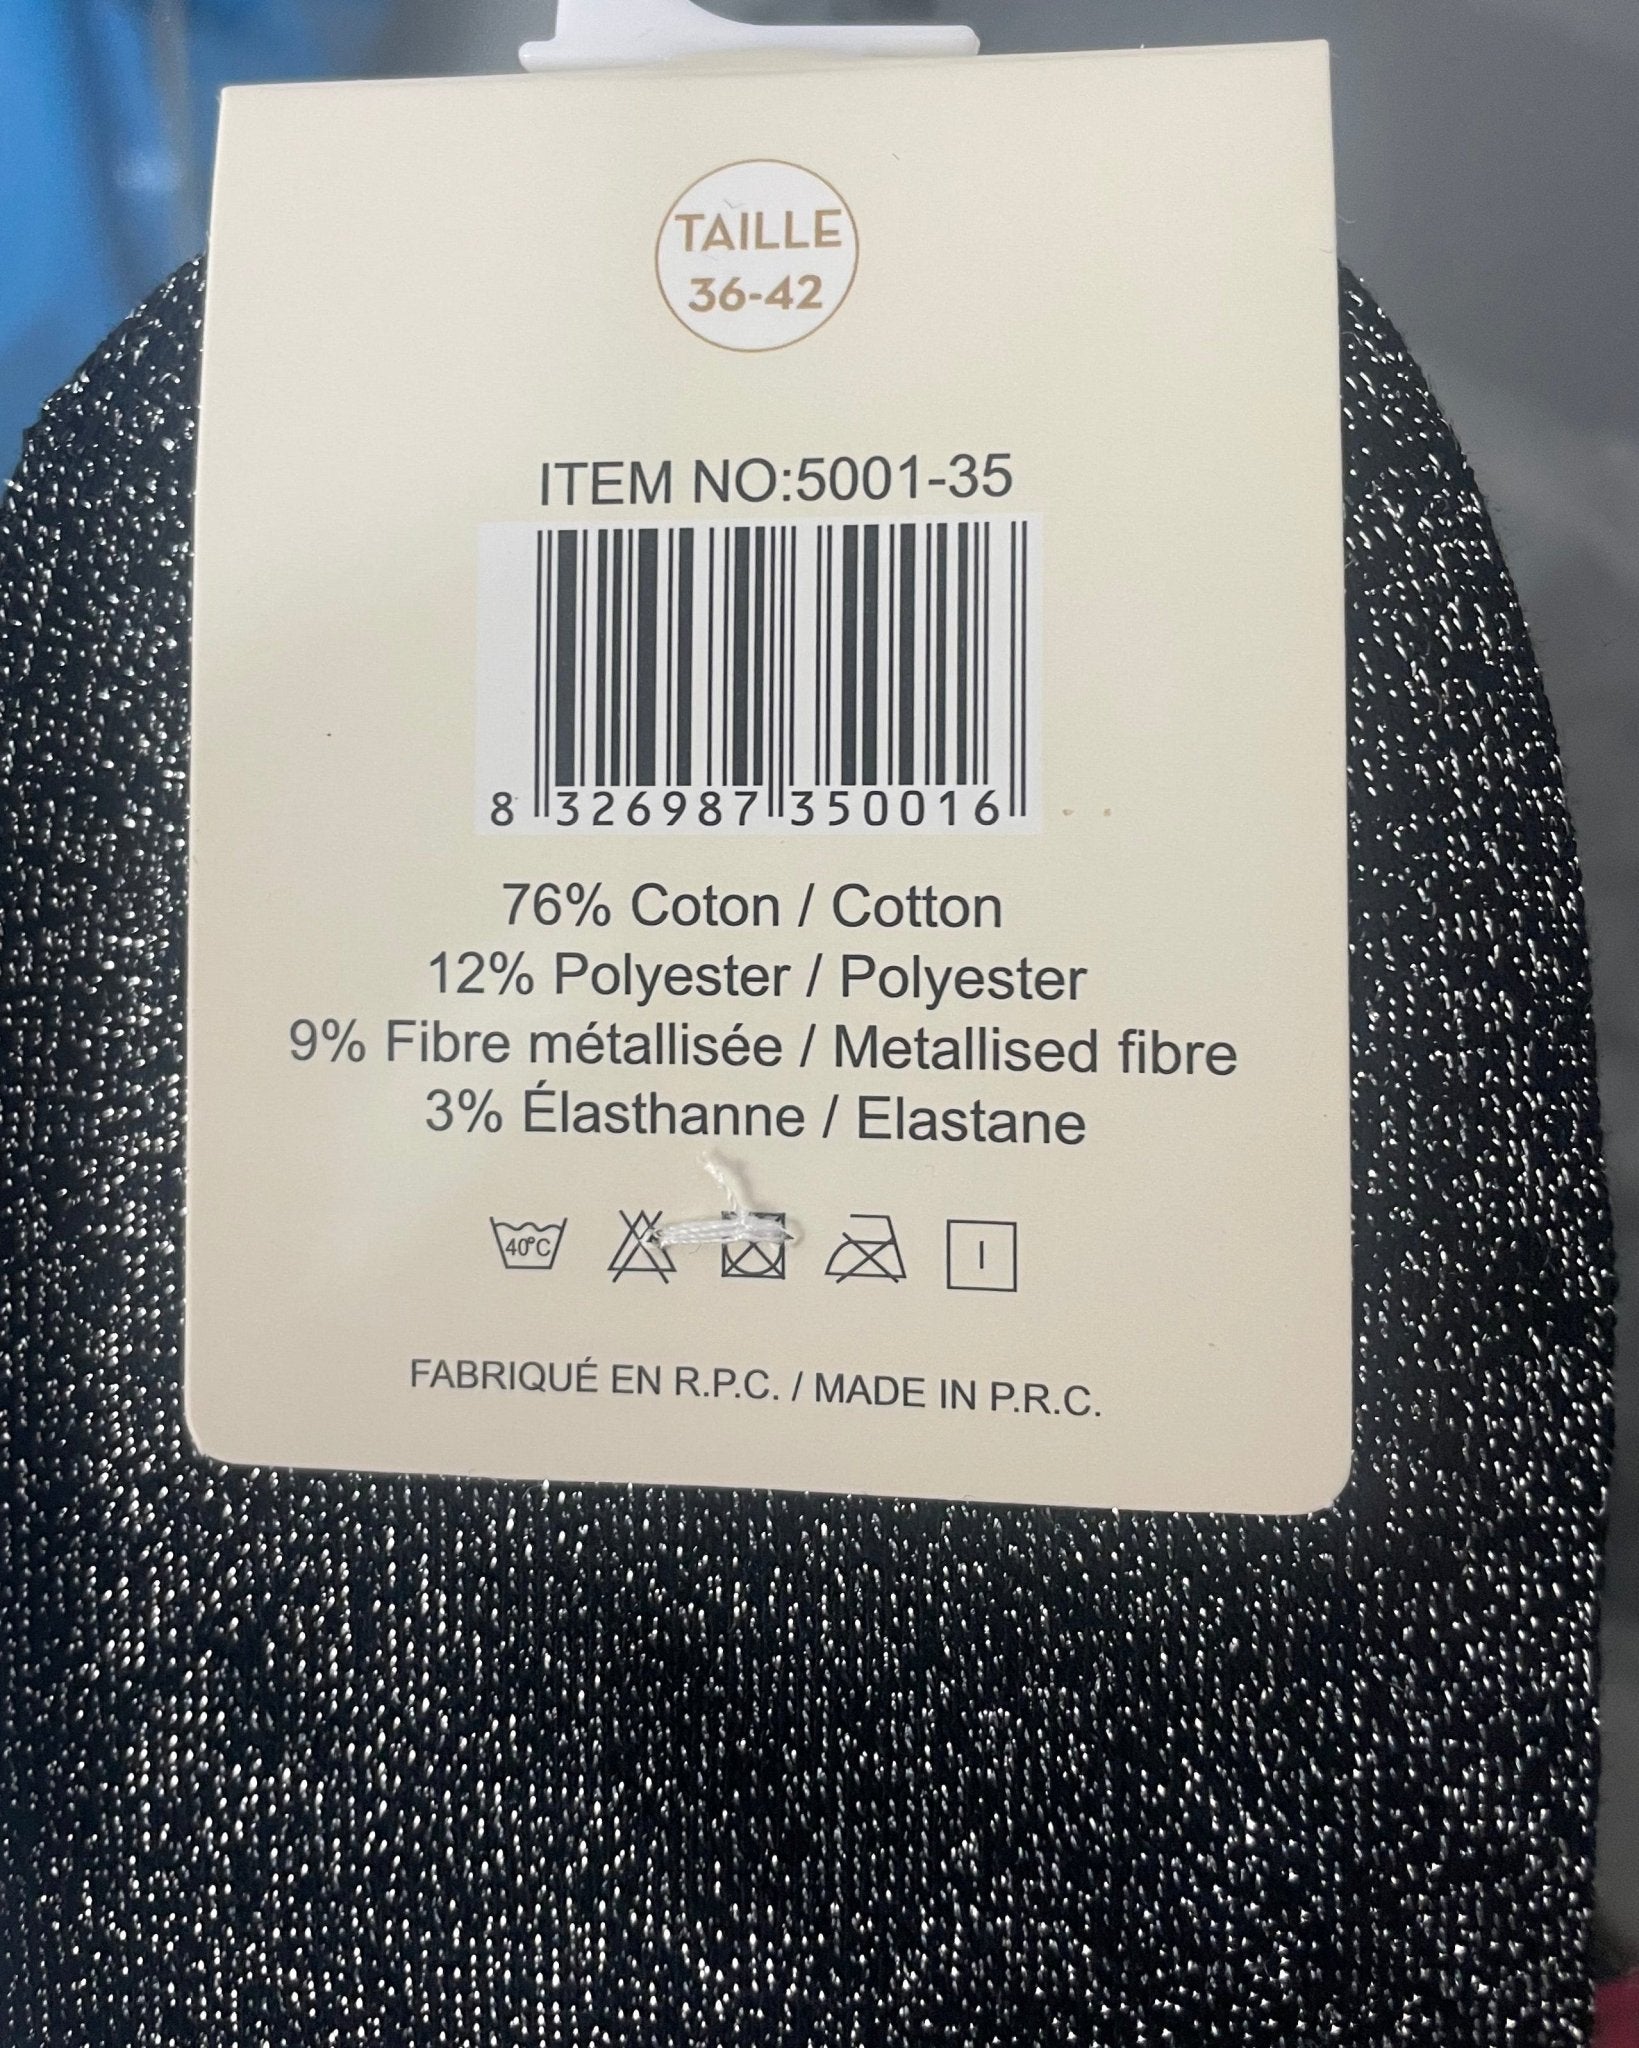 TAILLE
36-42
ITEM NO:5001-35
8 326987 350016
76% Coton / Cotton
12% Polyester / Polyester
9% Fibre métallisée / Metallised fibre
3% Élasthanne / Elastane
40°C
FABRIQUÉ EN R.P.C. / MADE IN P.R.C.